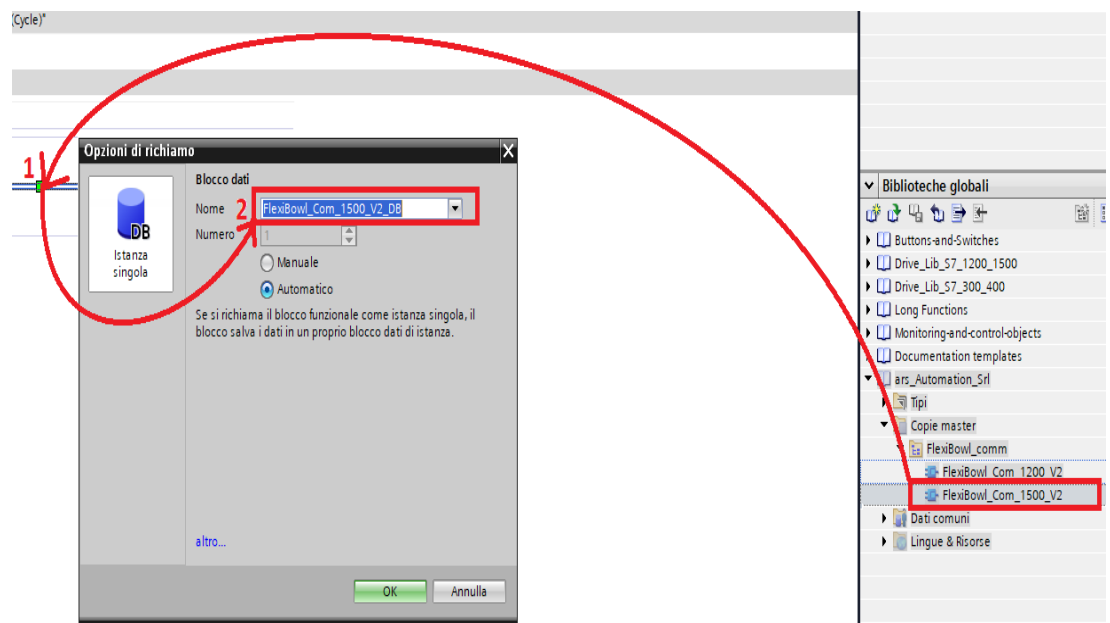 (Cycle)"
1
Opzioni di richiamo
X
DB
Istanza
singola
Blocco dati
Nome
2
FlexiBowl_Com_1500_V2_DB
Numero
1
Manuale
Automatico
Se si richiama il blocco funzionale come istanza singola, il
blocco salva i dati in un proprio blocco dati di istanza.
altro...
OK
Annulla
Biblioteche globali
Buttons-and-Switches
Drive_Lib_S7_1200_1500
Drive_Lib_S7_300_400
Long Functions
Monitoring-and-control-objects
Documentation templates
ars_Automation_Srl
Tipi
Copie master
FlexiBowl_comm
FlexiBowl_Com_1200_V2
FlexiBowl_Com_1500_V2
Dati comuni
Lingue & Risorse